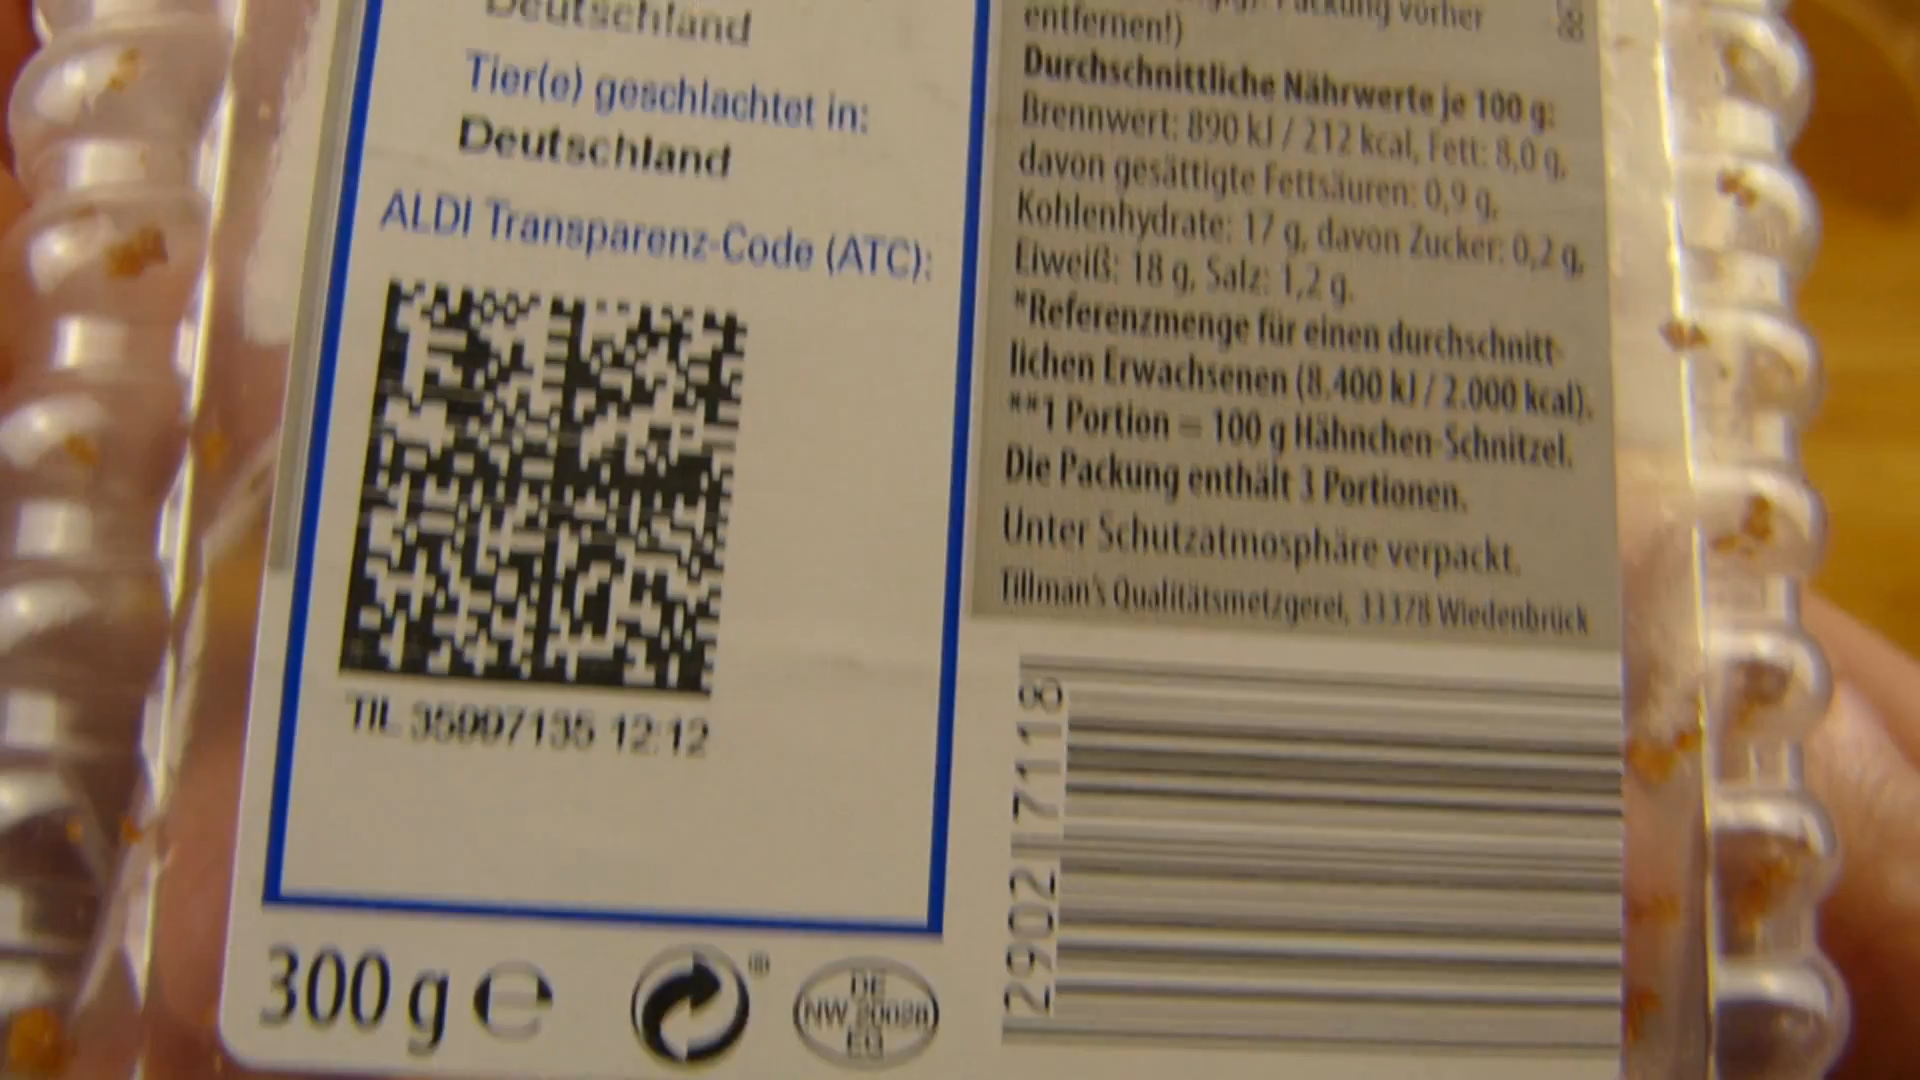 Deutschland
Tier(e) geschlachtet in:
Deutschland
ALDI Transparenz-Code (ATC):
TIL 35997135 12:12
300 g e
DE
NW 20028
EG
Packung vorher
entfernen!)
Durchschnittliche Nährwerte je 100 g:
Brennwert: 890 kJ / 212 kcal, Fett: 8,0 g,
davon gesättigte Fettsäuren: 0,9 g,
Kohlenhydrate: 17 g, davon Zucker: 0,2 g,
Eiweiß: 18 g, Salz: 1,2 g.
*Referenzmenge für einen durchschnitt-
lichen Erwachsenen (8.400 kJ / 2.000 kcal).
**1 Portion = 100 g Hähnchen-Schnitzel.
Die Packung enthält 3 Portionen.
Unter Schutzatmosphäre verpackt.
Tillman's Qualitätsmetzgerei, 33378 Wiedenbrück
2902 7118